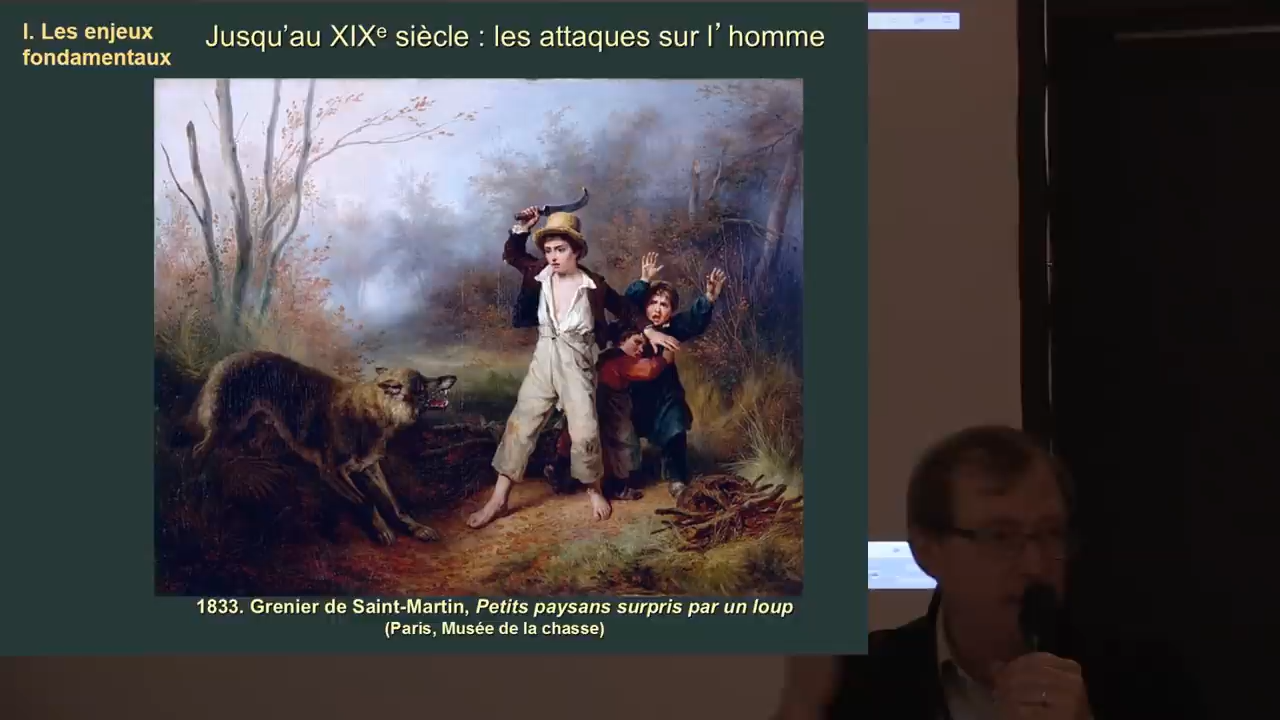 I. Les enjeux
fondamentaux
Jusqu’au XIXe siècle : les attaques sur l’homme
1833. Grenier de Saint-Martin, Petits paysans surpris par un loup
(Paris, Musée de la chasse)